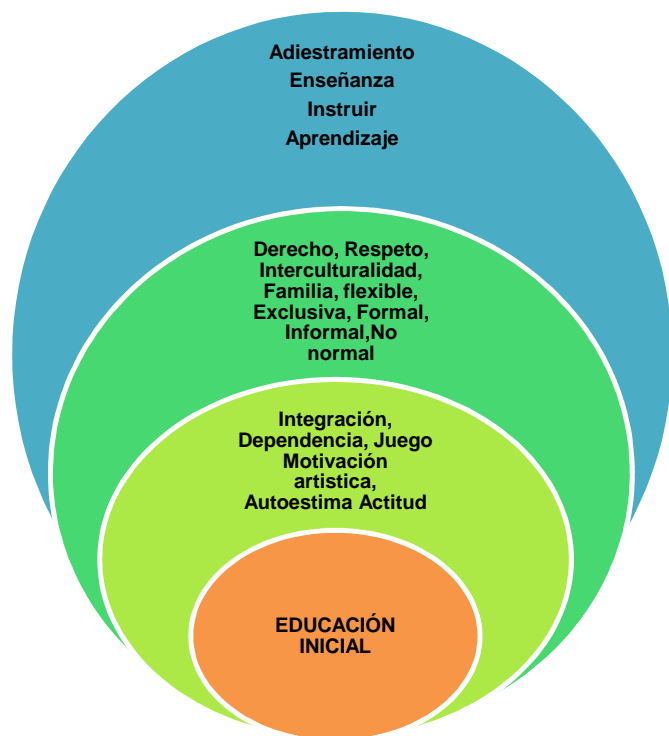 Adiestramiento
Enseñanza
Instruir
Aprendizaje
Derecho, Respeto,
Interculturalidad,
Familia, flexible,
Exclusiva, Formal,
Informal,No
normal
Integración,
Dependencia, Juego
Motivación
artistica,
Autoestima Actitud
EDUCACIÓN
INICIAL